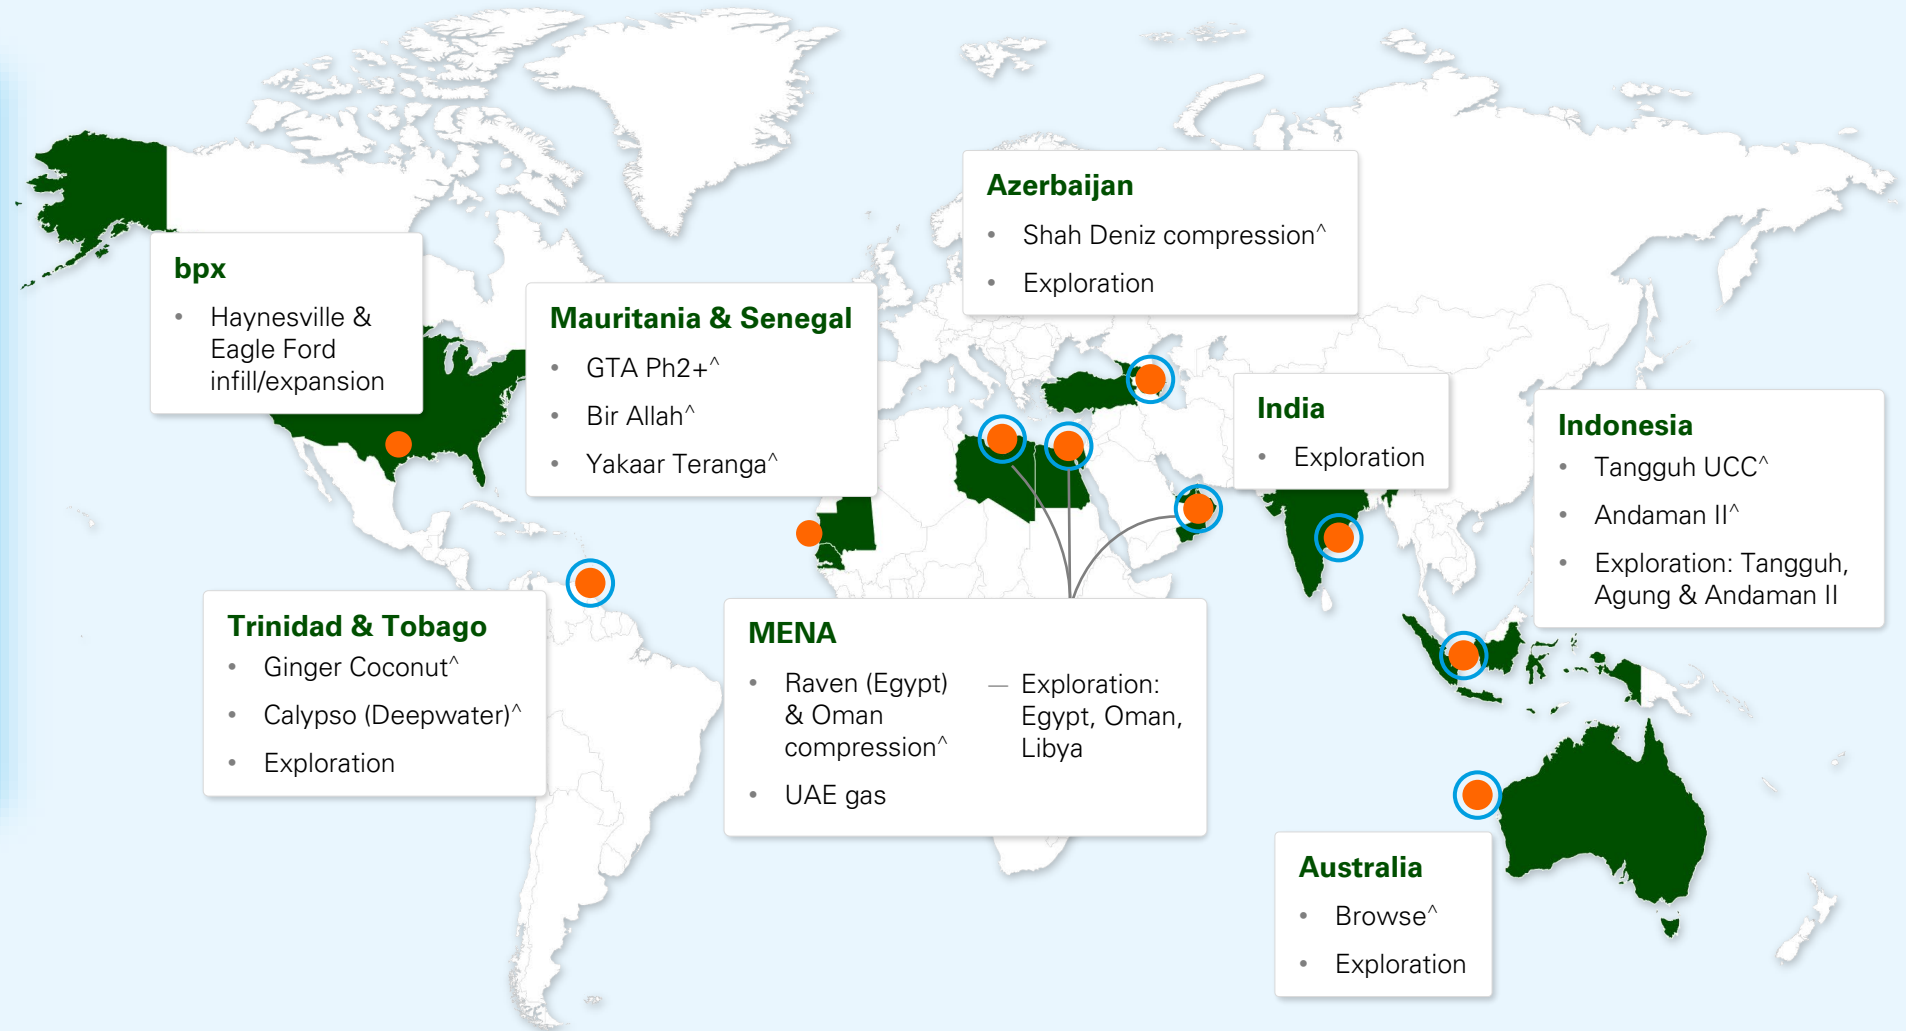 bpx
• Haynesville &
Eagle Ford
infill/expansion
Mauritania & Senegal
• GTA Ph2+^
• Bir Allah^
• Yakaar Teranga^
Azerbaijan
• Shah Deniz compression^
• Exploration
India
• Exploration
Indonesia
• Tangguh UCC^
• Andaman II^
• Exploration: Tangguh,
Agung & Andaman II
Trinidad & Tobago
• Ginger Coconut^
• Calypso (Deepwater)^
• Exploration
MENA
• Raven (Egypt)
& Oman
compression^
• UAE gas
— Exploration:
Egypt, Oman,
Libya
Australia
• Browse^
• Exploration